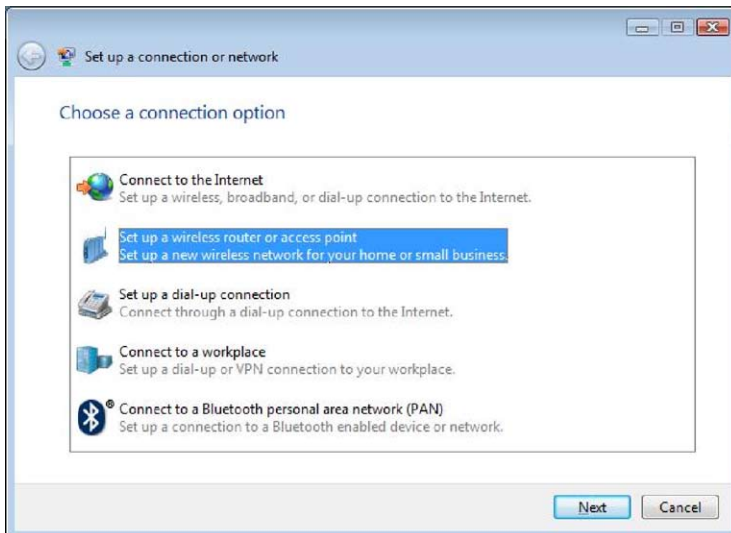 Set up a connection or network
Choose a connection option
Connect to the Internet
Set up a wireless, broadband, or dial-up connection to the Internet.
Set up a wireless router or access point
Set up a new wireless network for your home or small business.
Set up a dial-up connection
Connect through a dial-up connection to the Internet.
Connect to a workplace
Set up a dial-up or VPN connection to your workplace.
Connect to a Bluetooth personal area network (PAN)
Set up a connection to a Bluetooth enabled device or network.
Next Cancel